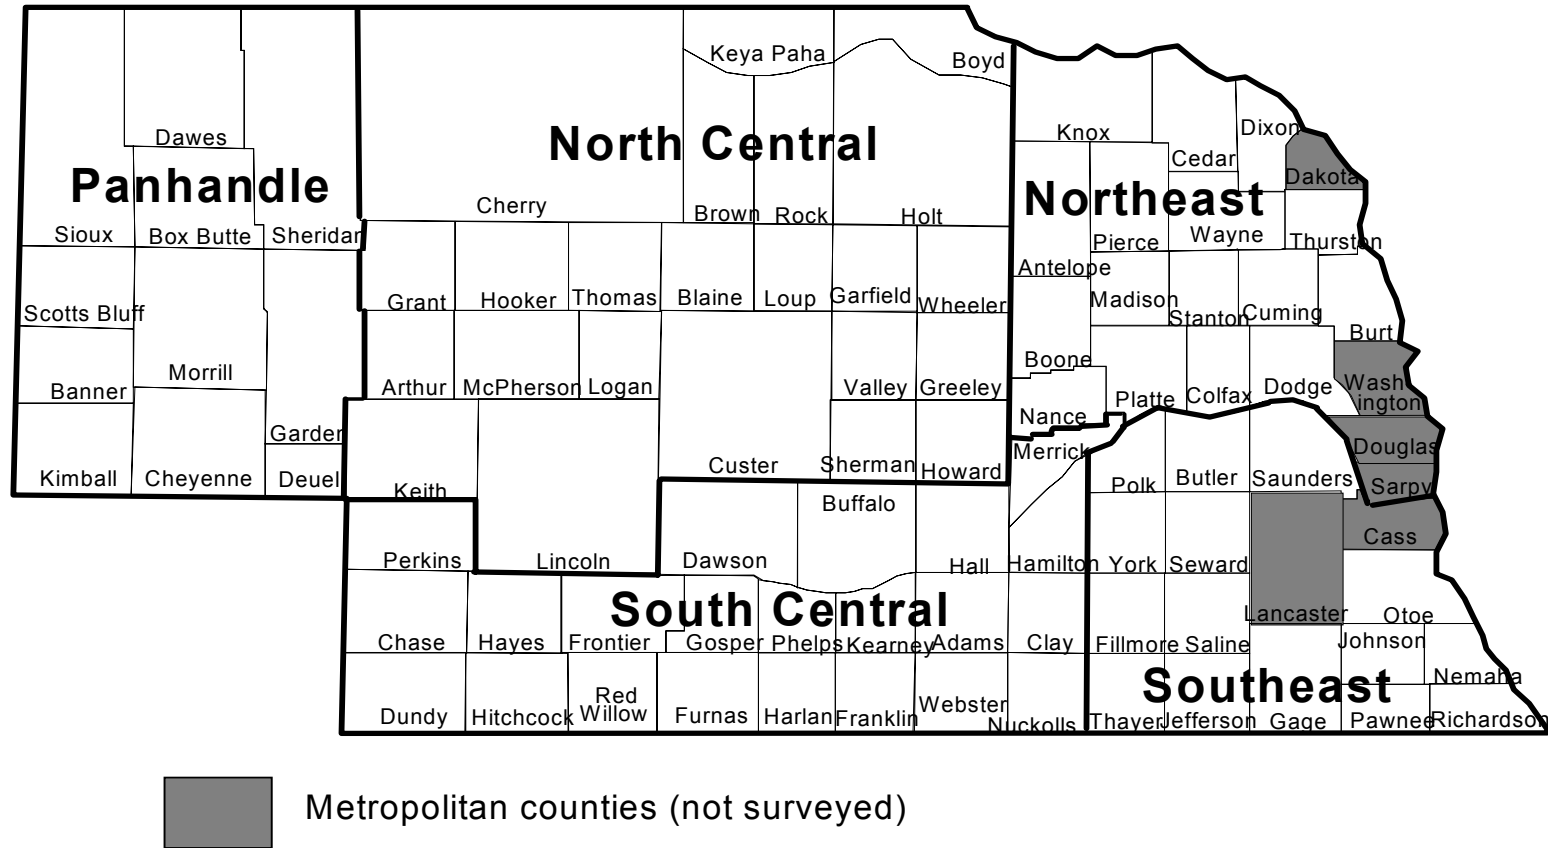 Keya Paha
Boyd
Dawes
Knox
Dixon
North Central
Cedar
Dakota
Panhandle
Northeast
Cherry
Brown
Rock
Holt
Sioux
Box Butte
Sheridan
Pierce
Wayne
Thurston
Antelope
Scotts Bluff
Grant
Hooker
Thomas
Blaine
Loup
Garfield
Wheeler
Madison
Stanton
Cuming
Burt
Banner
Morrill
Arthur
McPherson
Logan
Valley
Greeley
Boone
Platte
Colfax
Dodge
Wash
ington
Nance
Garden
Douglas
Merrick
Kimball
Cheyenne
Deuel
Keith
Custer
Sherman
Howard
Polk
Butler
Saunders
Sarpy
Buffalo
Cass
Perkins
Lincoln
Dawson
Hall
Hamilton
York
Seward
South Central
Lancaster
Otoe
Chase
Hayes
Frontier
Gosper
Phelps
Kearney
Adams
Clay
Fillmore
Saline
Johnson
Southeast
Nemaha
Dundy
Hitchcock
Red
Willow
Furnas
Harlan
Franklin
Webster
Nuckolls
Thayer
Jefferson
Gage
Pawnee
Richardson
Metropolitan counties (not surveyed)